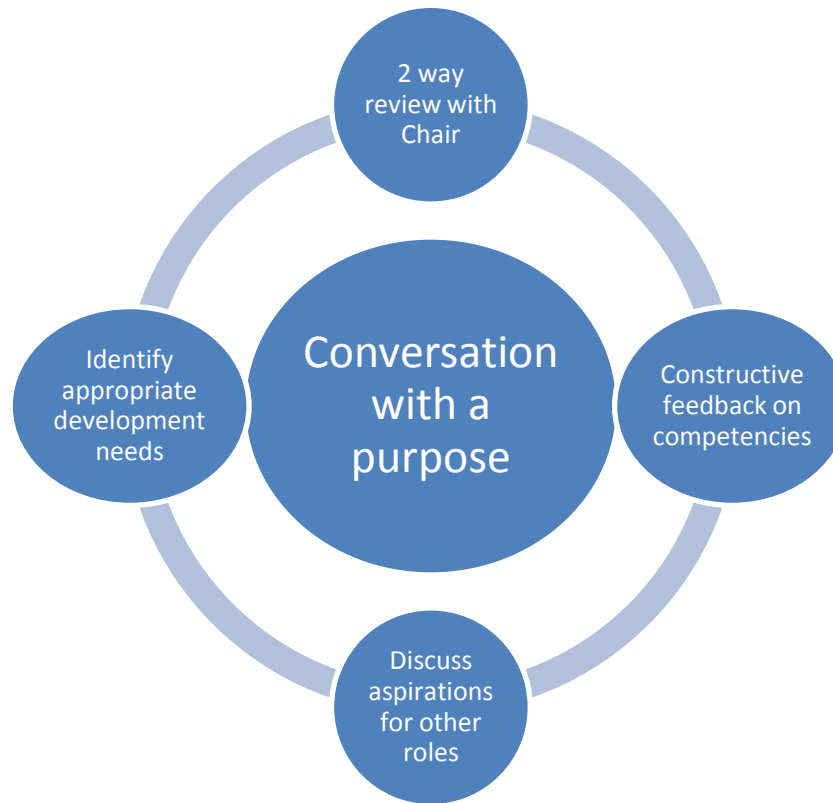 2 way
review with
Chair
Conversation
with a
purpose
Identify
appropriate
development
needs
Constructive
feedback on
competencies
Discuss
aspirations
for other
roles